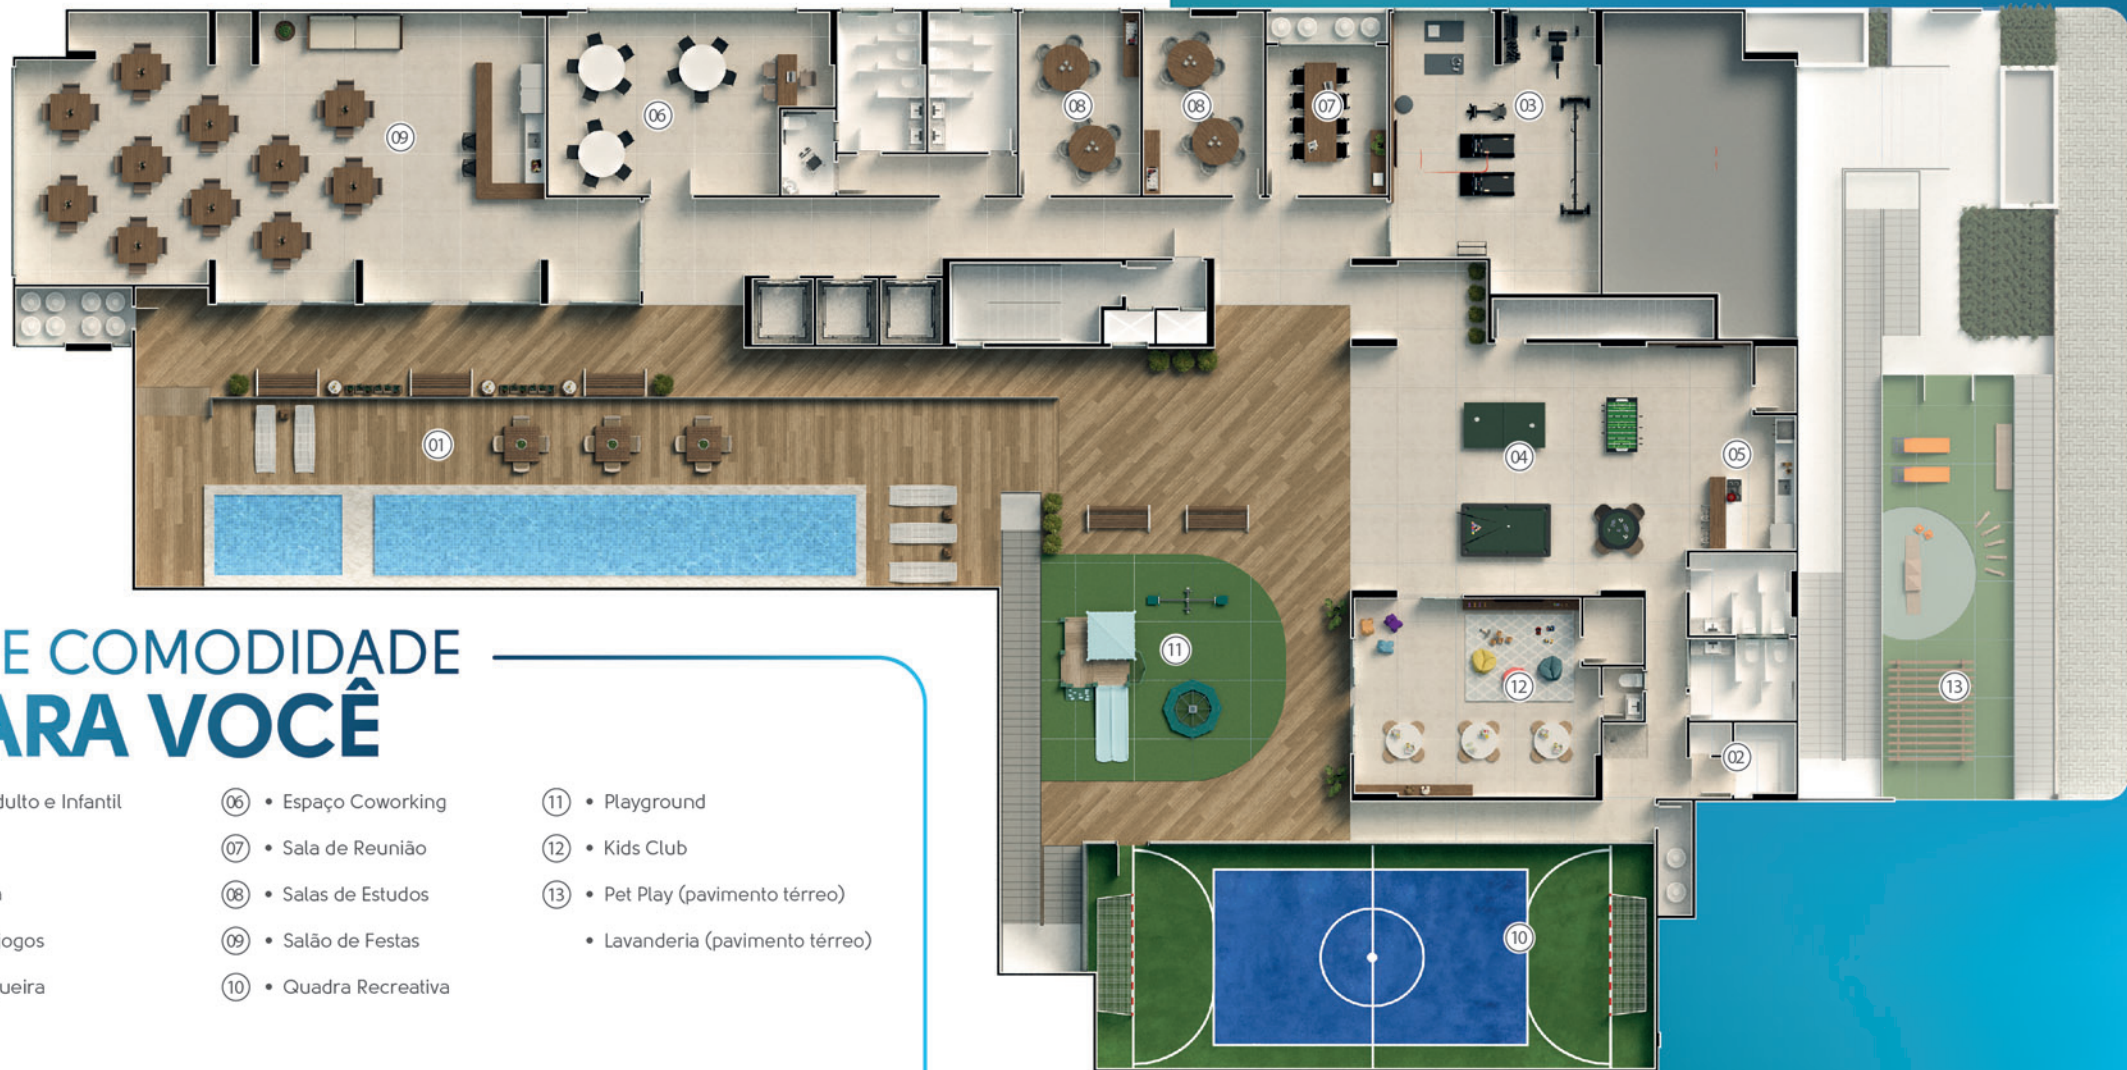 09
06
08
08
07
03
01
04
05
11
12
13
02
10
E COMODIDADE
ARA VOCÊ
dulto e Infantil
ogos
ueira
06 • Espaço Coworking
07 • Sala de Reunião
08 • Salas de Estudos
09 • Salão de Festas
10 • Quadra Recreativa
11 • Playground
12 • Kids Club
13 • Pet Play (pavimento térreo)
• Lavanderia (pavimento térreo)